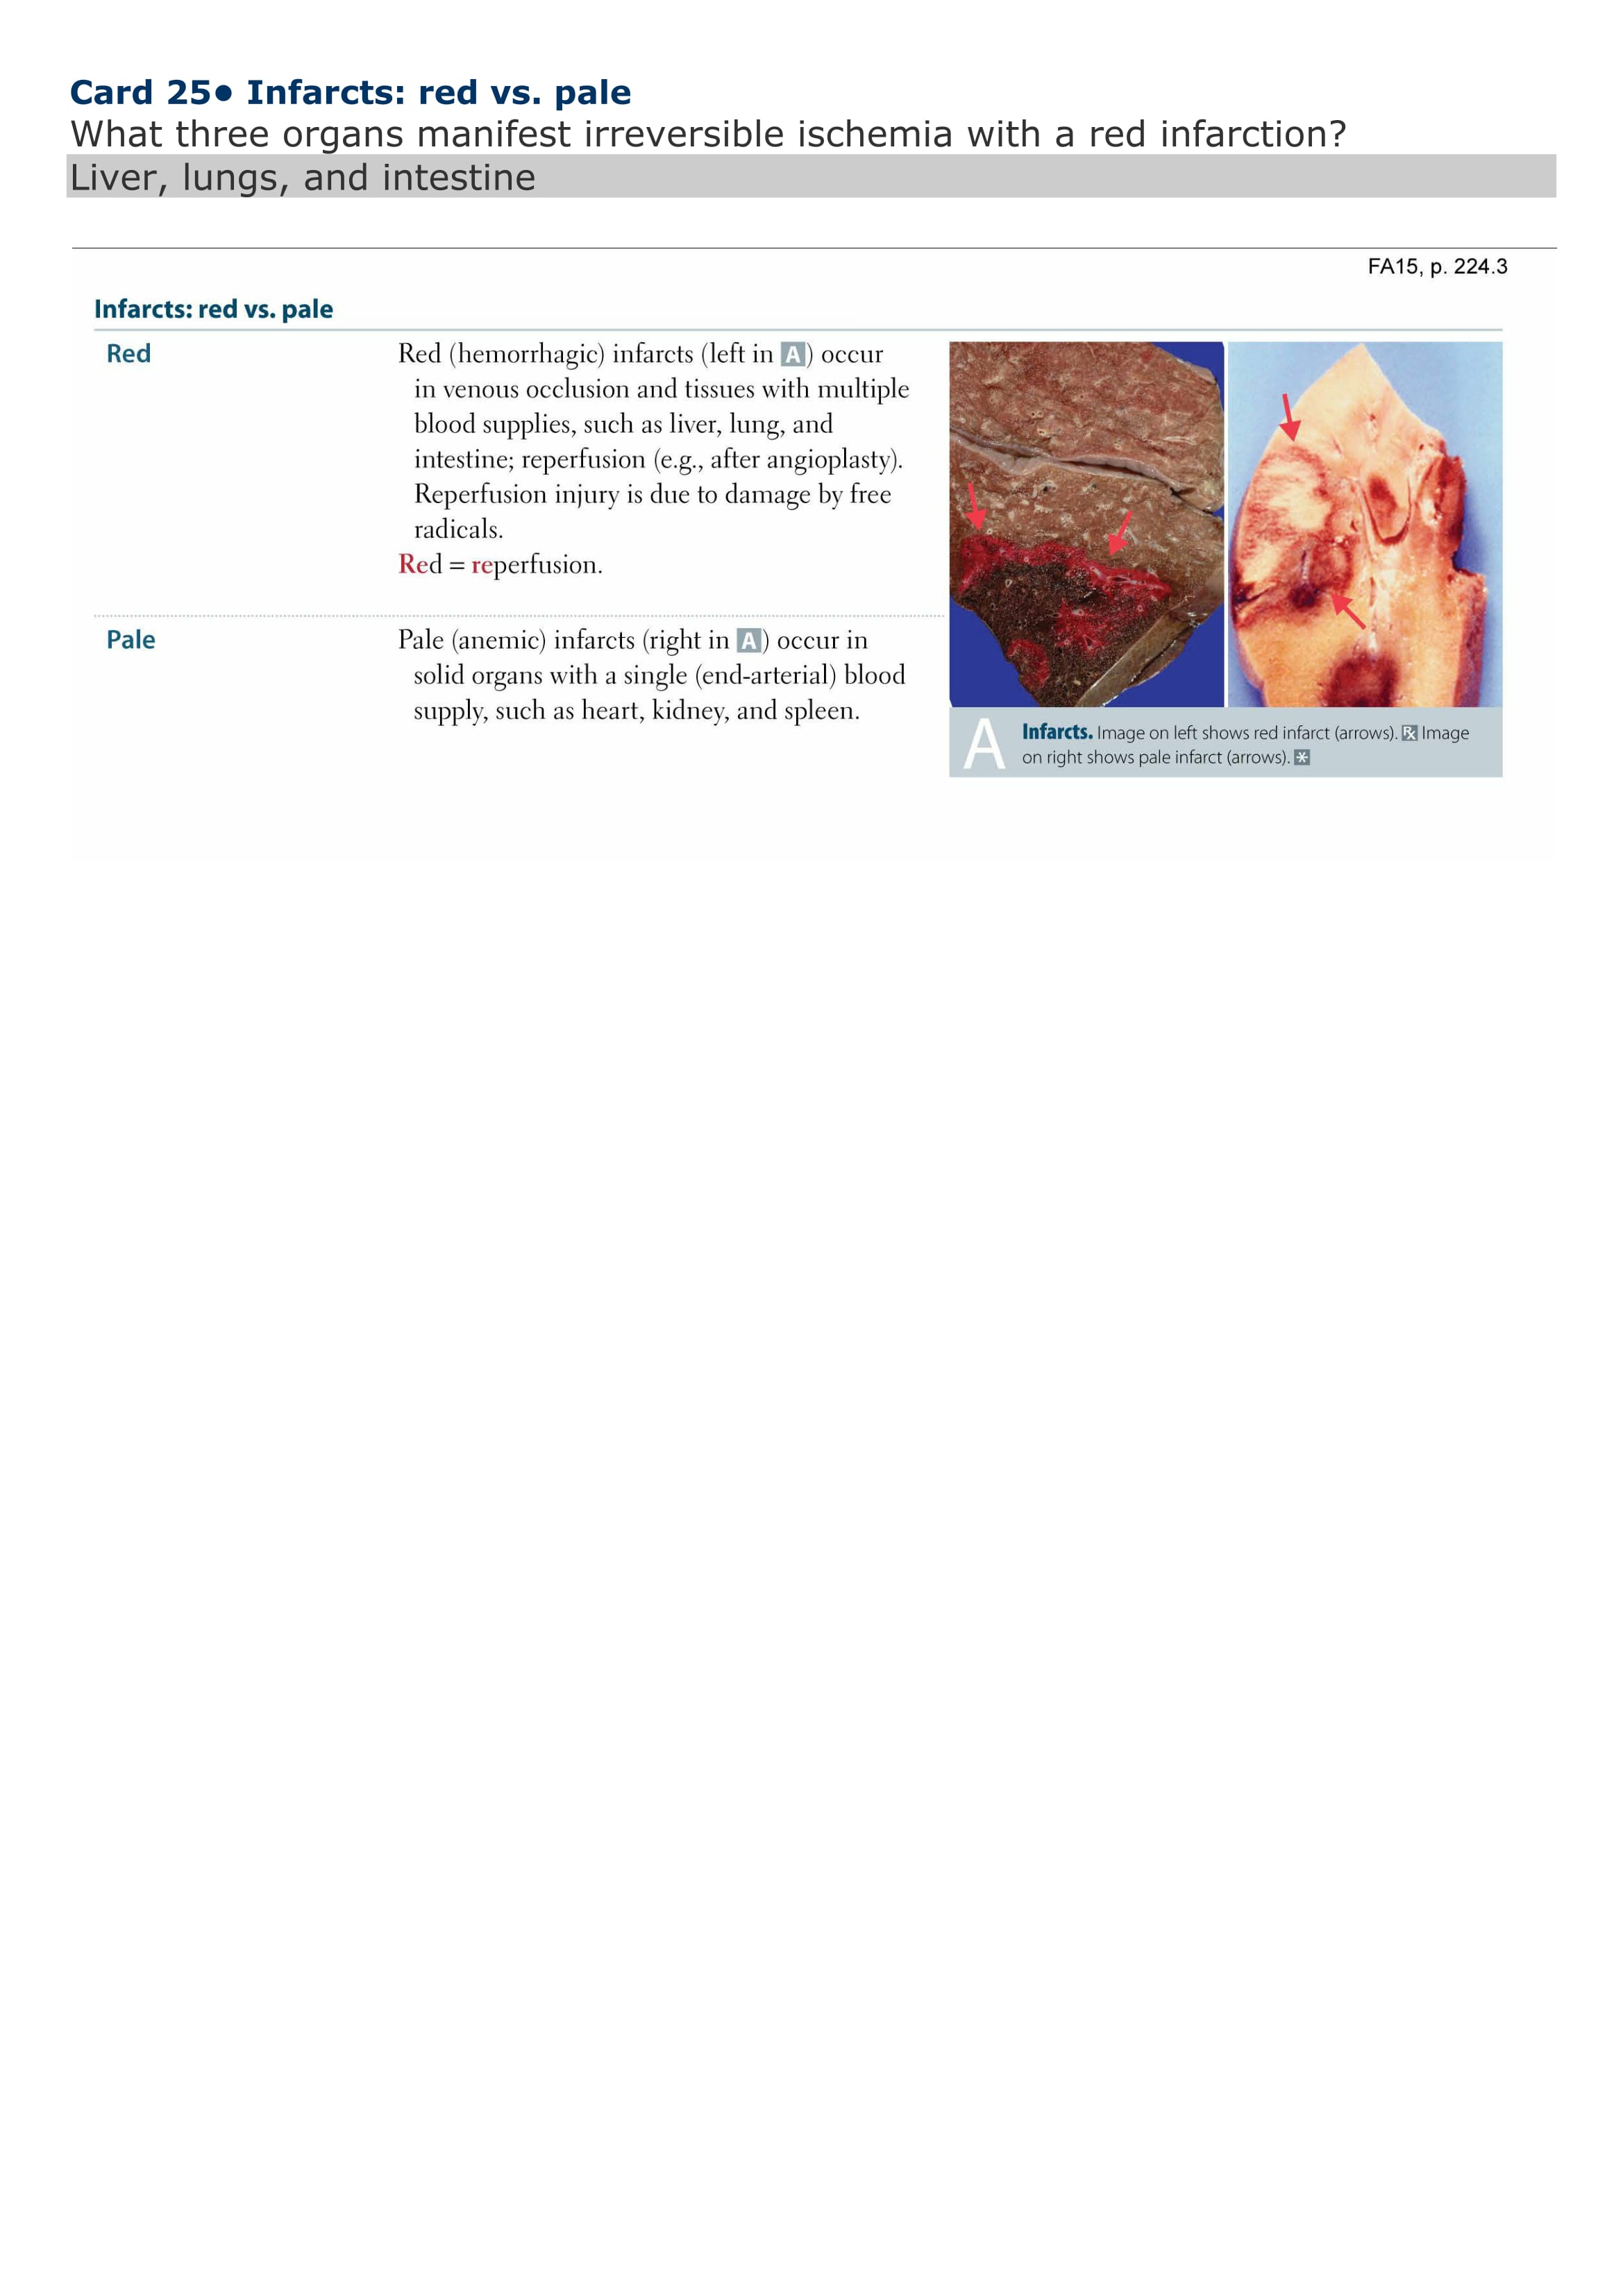 Card 25● Infarcts: red vs. pale
What three organs manifest irreversible ischemia with a red infarction?
Liver, lungs, and intestine
FA15, p. 224.3
Infarcts: red vs. pale
Red
Red (hemorrhagic) infarcts (left in A) occur
in venous occlusion and tissues with multiple
blood supplies, such as liver, lung, and
intestine; reperfusion (e.g., after angioplasty).
Reperfusion injury is due to damage by free
radicals.
Red = reperfusion.
Pale
Pale (anemic) infarcts (right in A) occur in
solid organs with a single (end-arterial) blood
supply, such as heart, kidney, and spleen.
A
Infarcts. Image on left shows red infarct (arrows). Rx Image
on right shows pale infarct (arrows). *